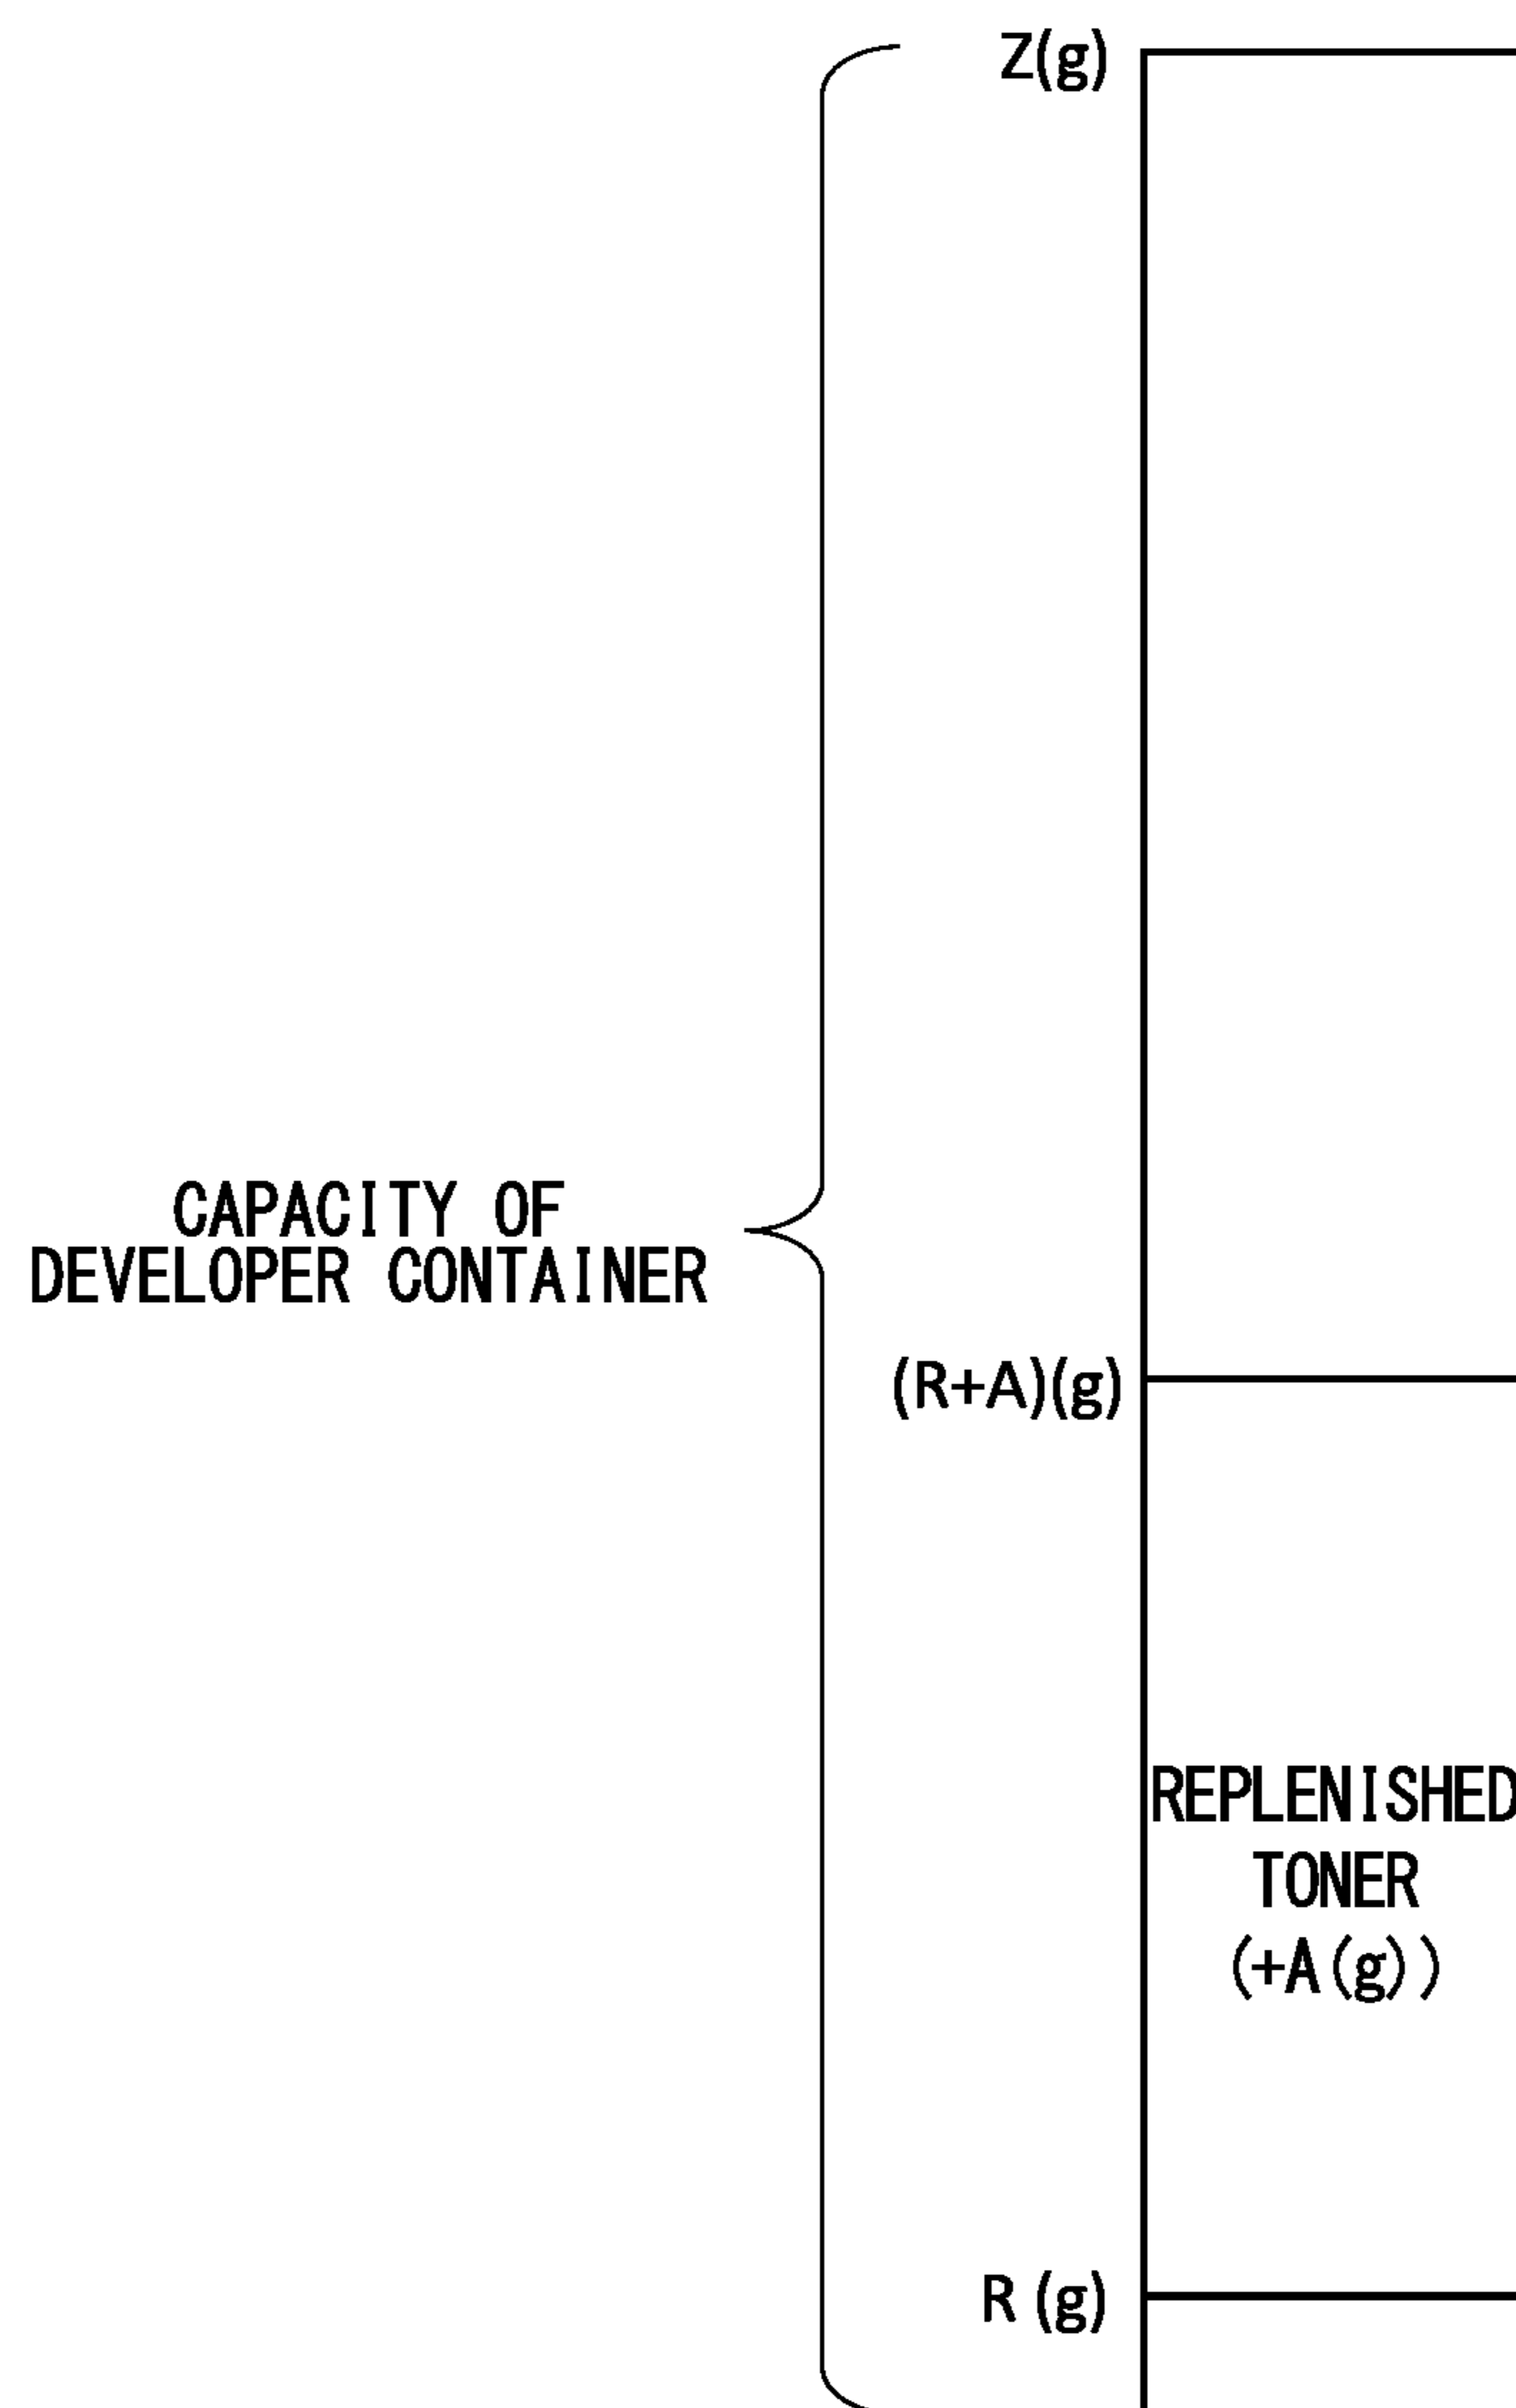 Z(g)
CAPACITY OF
DEVELOPER CONTAINER
(R+A)(g)
REPLENISHED
TONER
(+A(g))
R(g)